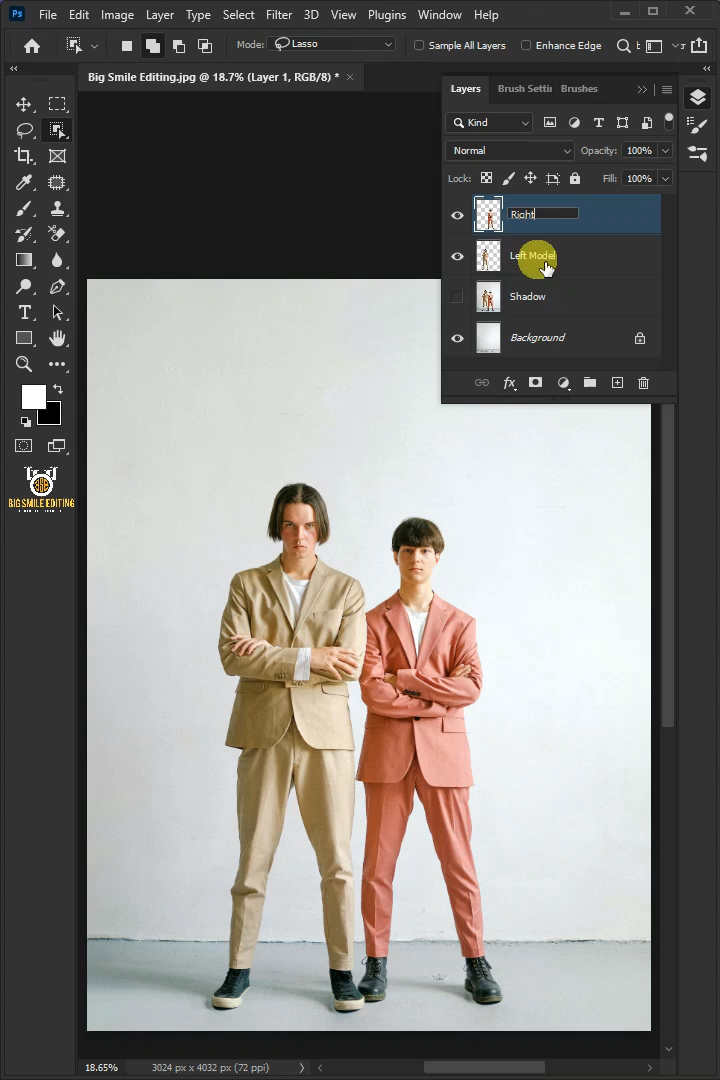 Ps File Edit Image Layer Type Select Filter 3D View Plugins Window Help
Mode: Lasso Sample All Layers Enhance Edge
Big Smile Editing.jpg @ 18.7% (Layer 1, RGB/8) *
Layers Brush Settin Brushes
Kind
Normal Opacity: 100%
Lock: Fill: 100%
Right
Left Model
Shadow
Background
fx
BIG SMILE EDITING
18.65% 3024 px x 4032 px (72 ppi)